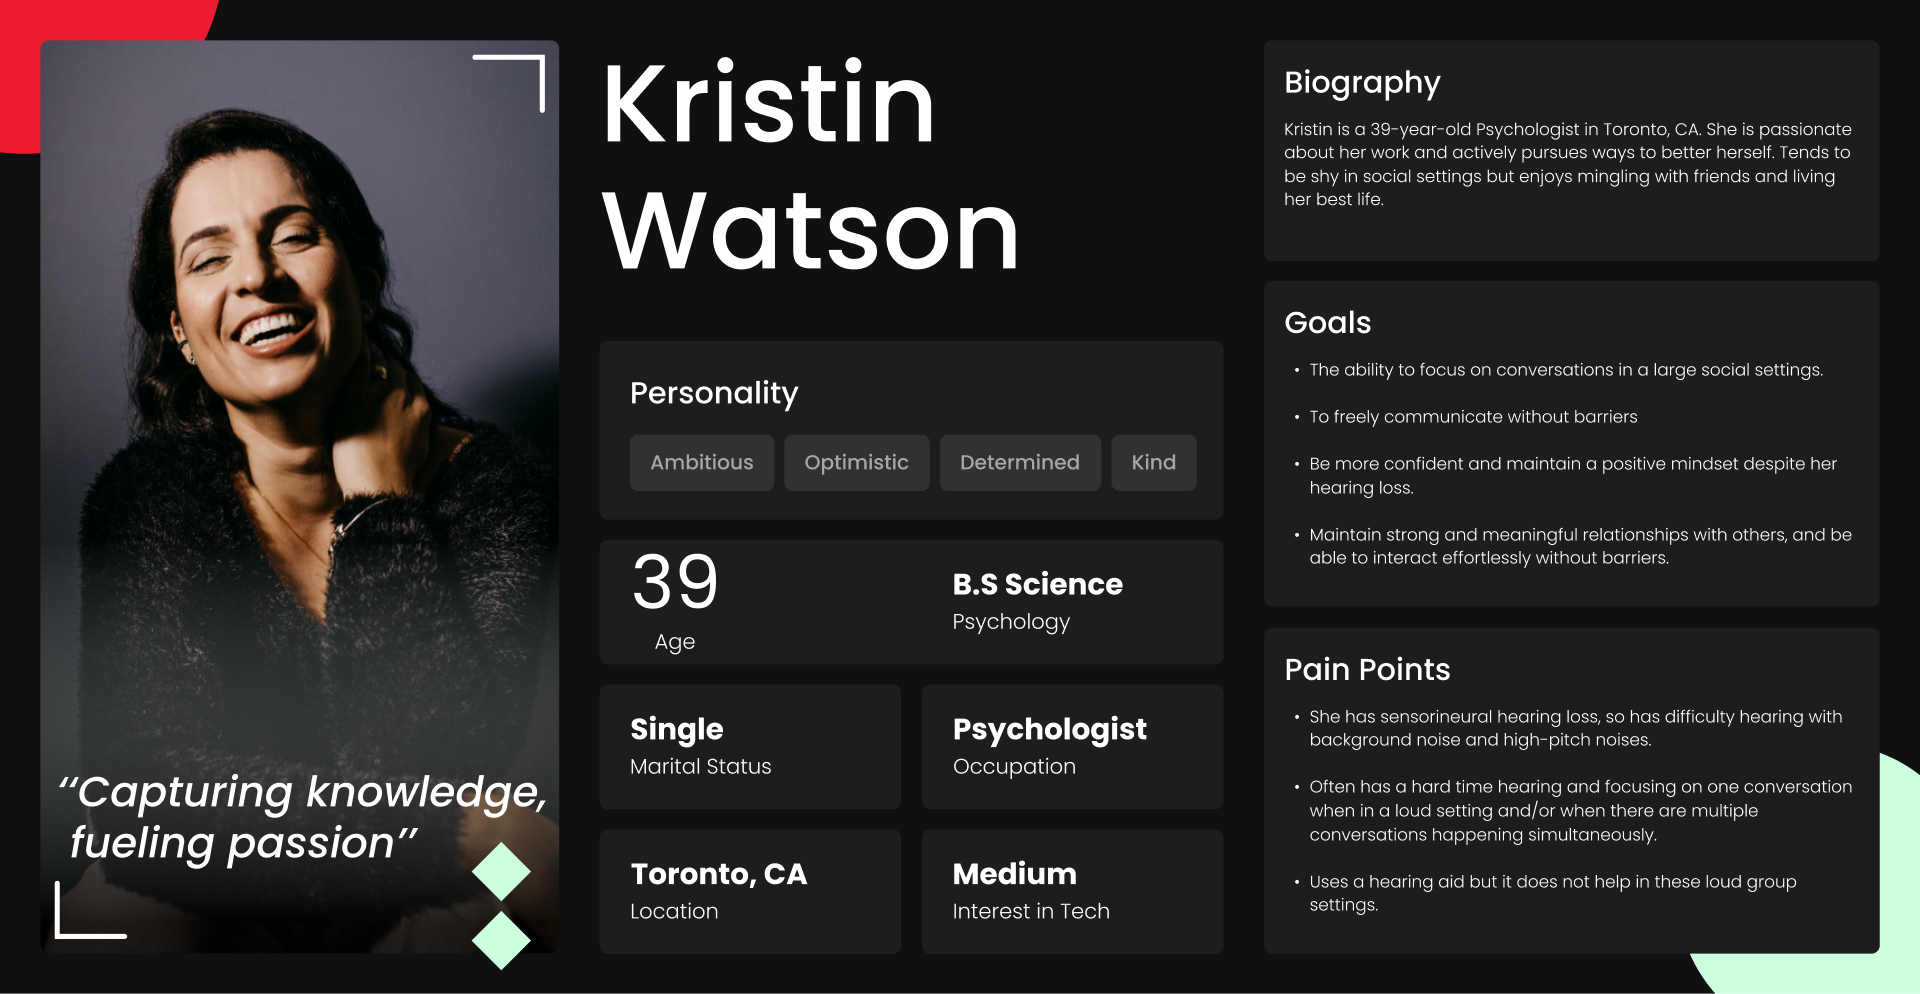 Kristin
Watson
“Capturing knowledge,
fueling passion”
Personality
Ambitious
Optimistic
Determined
Kind
39
Age
B.S Science
Psychology
Single
Marital Status
Psychologist
Occupation
Toronto, CA
Location
Medium
Interest in Tech
Biography
Kristin is a 39-year-old Psychologist in Toronto, CA. She is passionate
about her work and actively pursues ways to better herself. Tends to
be shy in social settings but enjoys mingling with friends and living
her best life.
Goals
• The ability to focus on conversations in a large social settings.
• To freely communicate without barriers
• Be more confident and maintain a positive mindset despite her
hearing loss.
• Maintain strong and meaningful relationships with others, and be
able to interact effortlessly without barriers.
Pain Points
• She has sensorineural hearing loss, so has difficulty hearing with
background noise and high-pitch noises.
• Often has a hard time hearing and focusing on one conversation
when in a loud setting and/or when there are multiple
conversations happening simultaneously.
• Uses a hearing aid but it does not help in these loud group
settings.